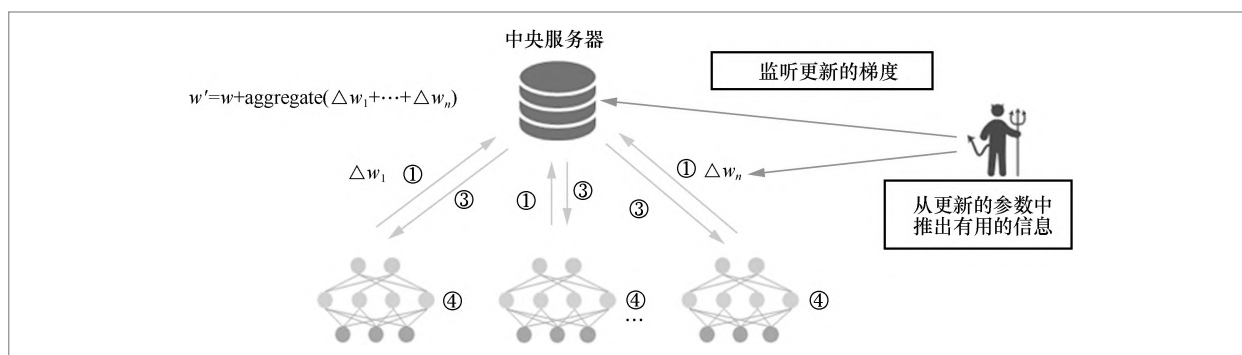 中央服务器
监听更新的梯度
w′=w+aggregate(△w₁+⋯+△wₙ)
△w₁ ① ③ ① ③ ① △wₙ ③
从更新的参数中
推出有用的信息
④ ④ ④
…